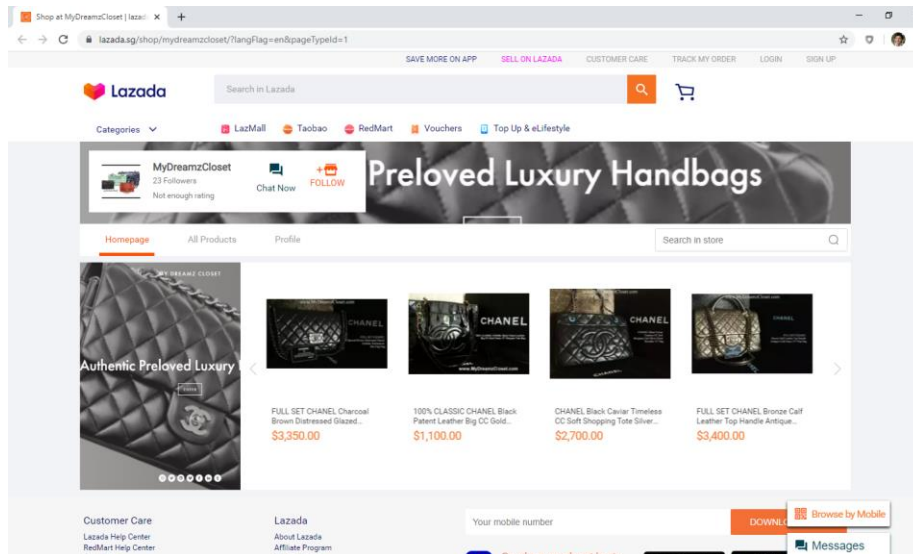 Shop at MyDreamzCloset | lazad
lazada.sg/shop/mydreamzcloset/?langFlag=en&pageTypeId=1
SAVE MORE ON APP
SELL ON LAZADA
CUSTOMER CARE
TRACK MY ORDER
LOGIN
SIGN UP
Lazada
Search in Lazada
Categories
LazMall
Taobao
RedMart
Vouchers
Top Up & eLifestyle
MyDreamzCloset
23 Followers
Not enough rating
Chat Now
FOLLOW
Preloved Luxury Handbags
Homepage
All Products
Profile
Search in store
MY DREAMZ CLOSET
Authentic Preloved Luxury
www.MyDreamzCloset.com
CHANEL
CHANEL
www.MyDreamzCloset.com
CHANEL
CHANEL
FULL SET CHANEL Charcoal
Brown Distressed Glazed...
$3,350.00
100% CLASSIC CHANEL Black
Patent Leather Big CC Gold...
$1,100.00
CHANEL Black Caviar Timeless
CC Soft Shopping Tote Silver...
$2,700.00
FULL SET CHANEL Bronze Calf
Leather Top Handle Antique...
$3,400.00
Customer Care
Lazada Help Center
RedMart Help Center
Lazada
About Lazada
Affiliate Program
Your mobile number
DOWNL
Browse by Mobile
Messages